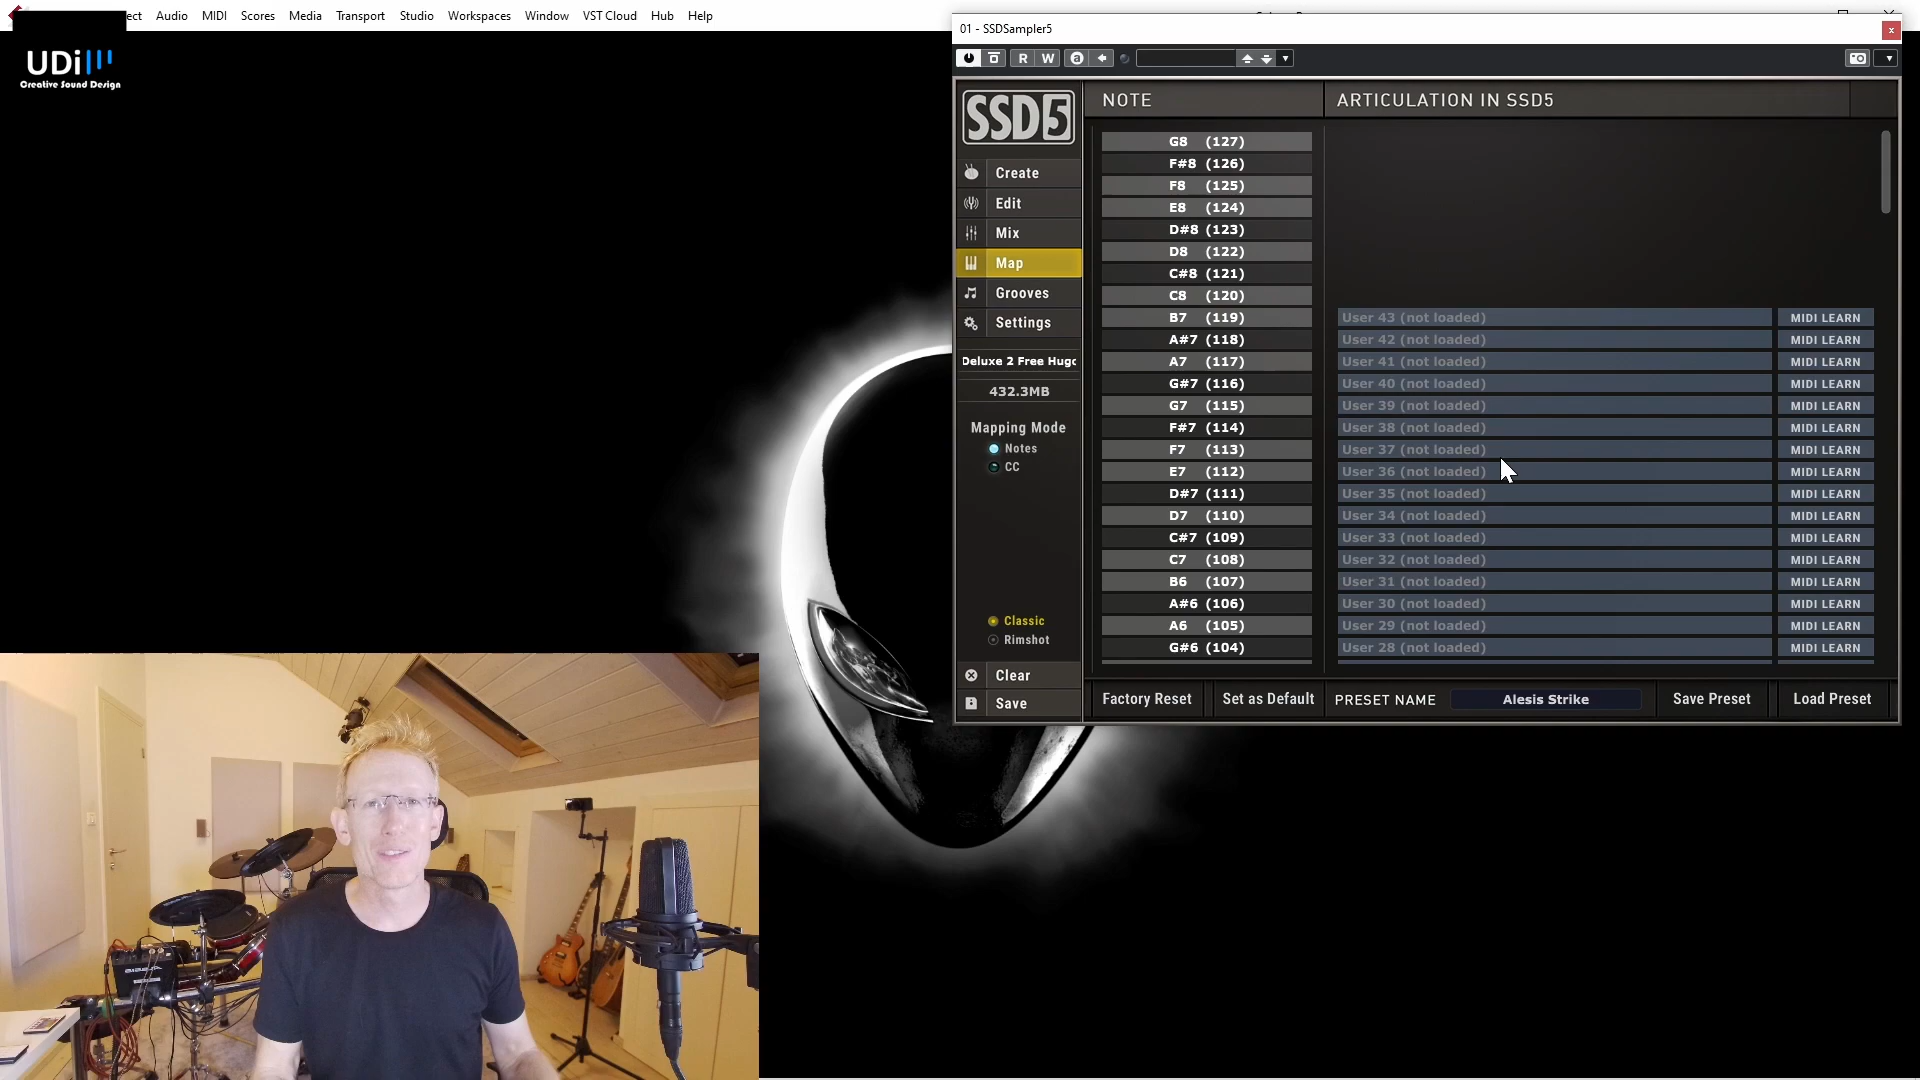 ect Audio MIDI Scores Media Transport Studio Workspaces Window VST Cloud Hub Help
UDi
Creative Sound Design
01 - SSDSampler5
R W a
SSD5
Create
Edit
Mix
Map
Grooves
Settings
Deluxe 2 Free Hugo
432.3MB
Mapping Mode
Notes
CC
Classic
Rimshot
Clear
Save
NOTE ARTICULATION IN SSD5
G8 (127)
F#8 (126)
F8 (125)
E8 (124)
D#8 (123)
D8 (122)
C#8 (121)
C8 (120)
B7 (119) User 43 (not loaded) MIDI LEARN
A#7 (118) User 42 (not loaded) MIDI LEARN
A7 (117) User 41 (not loaded) MIDI LEARN
G#7 (116) User 40 (not loaded) MIDI LEARN
G7 (115) User 39 (not loaded) MIDI LEARN
F#7 (114) User 38 (not loaded) MIDI LEARN
F7 (113) User 37 (not loaded) MIDI LEARN
E7 (112) User 36 (not loaded) MIDI LEARN
D#7 (111) User 35 (not loaded) MIDI LEARN
D7 (110) User 34 (not loaded) MIDI LEARN
C#7 (109) User 33 (not loaded) MIDI LEARN
C7 (108) User 32 (not loaded) MIDI LEARN
B6 (107) User 31 (not loaded) MIDI LEARN
A#6 (106) User 30 (not loaded) MIDI LEARN
A6 (105) User 29 (not loaded) MIDI LEARN
G#6 (104) User 28 (not loaded) MIDI LEARN
Factory Reset Set as Default PRESET NAME Alesis Strike Save Preset Load Preset